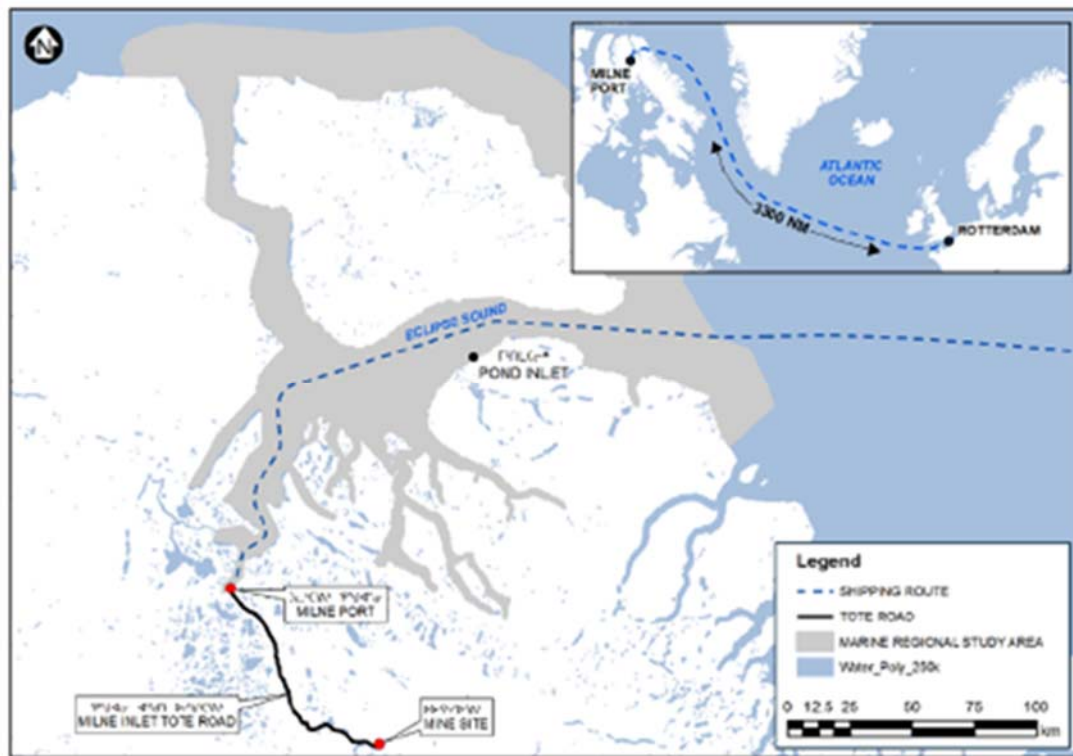 N
MILNE
PORT
ATLANTIC
OCEAN
3300 NM
ROTTERDAM
ECLIPSE SOUND
POND INLET
MILNE PORT
MILNE INLET TOTE ROAD
MINE SITE
Legend
SHIPPING ROUTE
TOTE ROAD
MARINE REGIONAL STUDY AREA
Water_Poly_250k
0 12.5 25 50 75 100
km